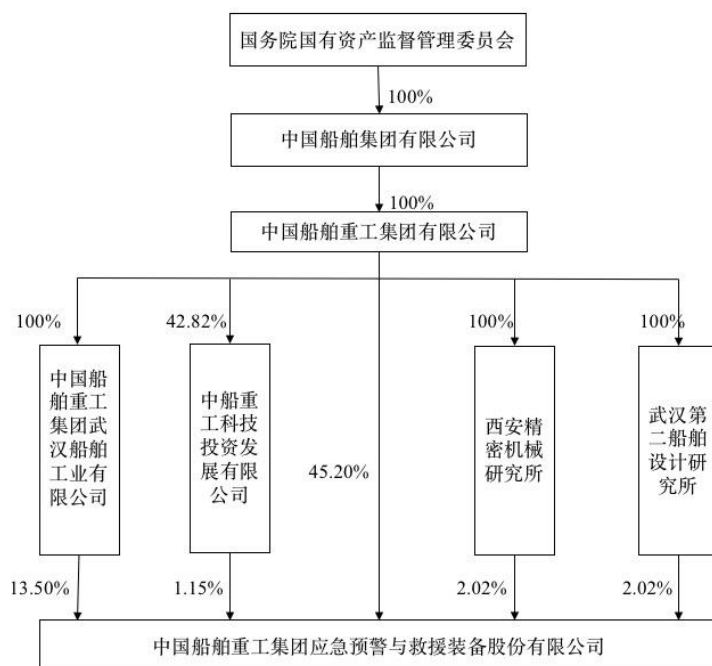 国务院国有资产监督管理委员会
100%
中国船舶集团有限公司
100%
中国船舶重工集团有限公司
100%
42.82%
100%
100%
中国船
舶重工
集团武
汉船舶
工业有
限公司
中船重
工科技
投资发
展有限
公司
45.20%
西安精
密机械
研究所
武汉第
二船舶
设计研
究所
13.50%
1.15%
2.02%
2.02%
中国船舶重工集团应急预警与救援装备股份有限公司